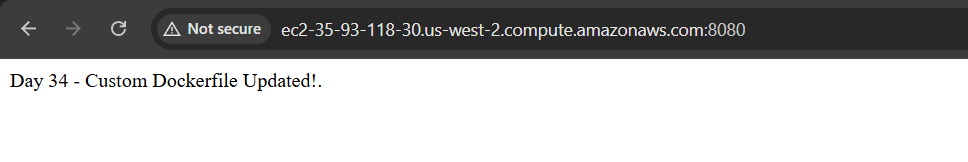 Not secure ec2-35-93-118-30.us-west-2.compute.amazonaws.com:8080
Day 34 - Custom Dockerfile Updated!.